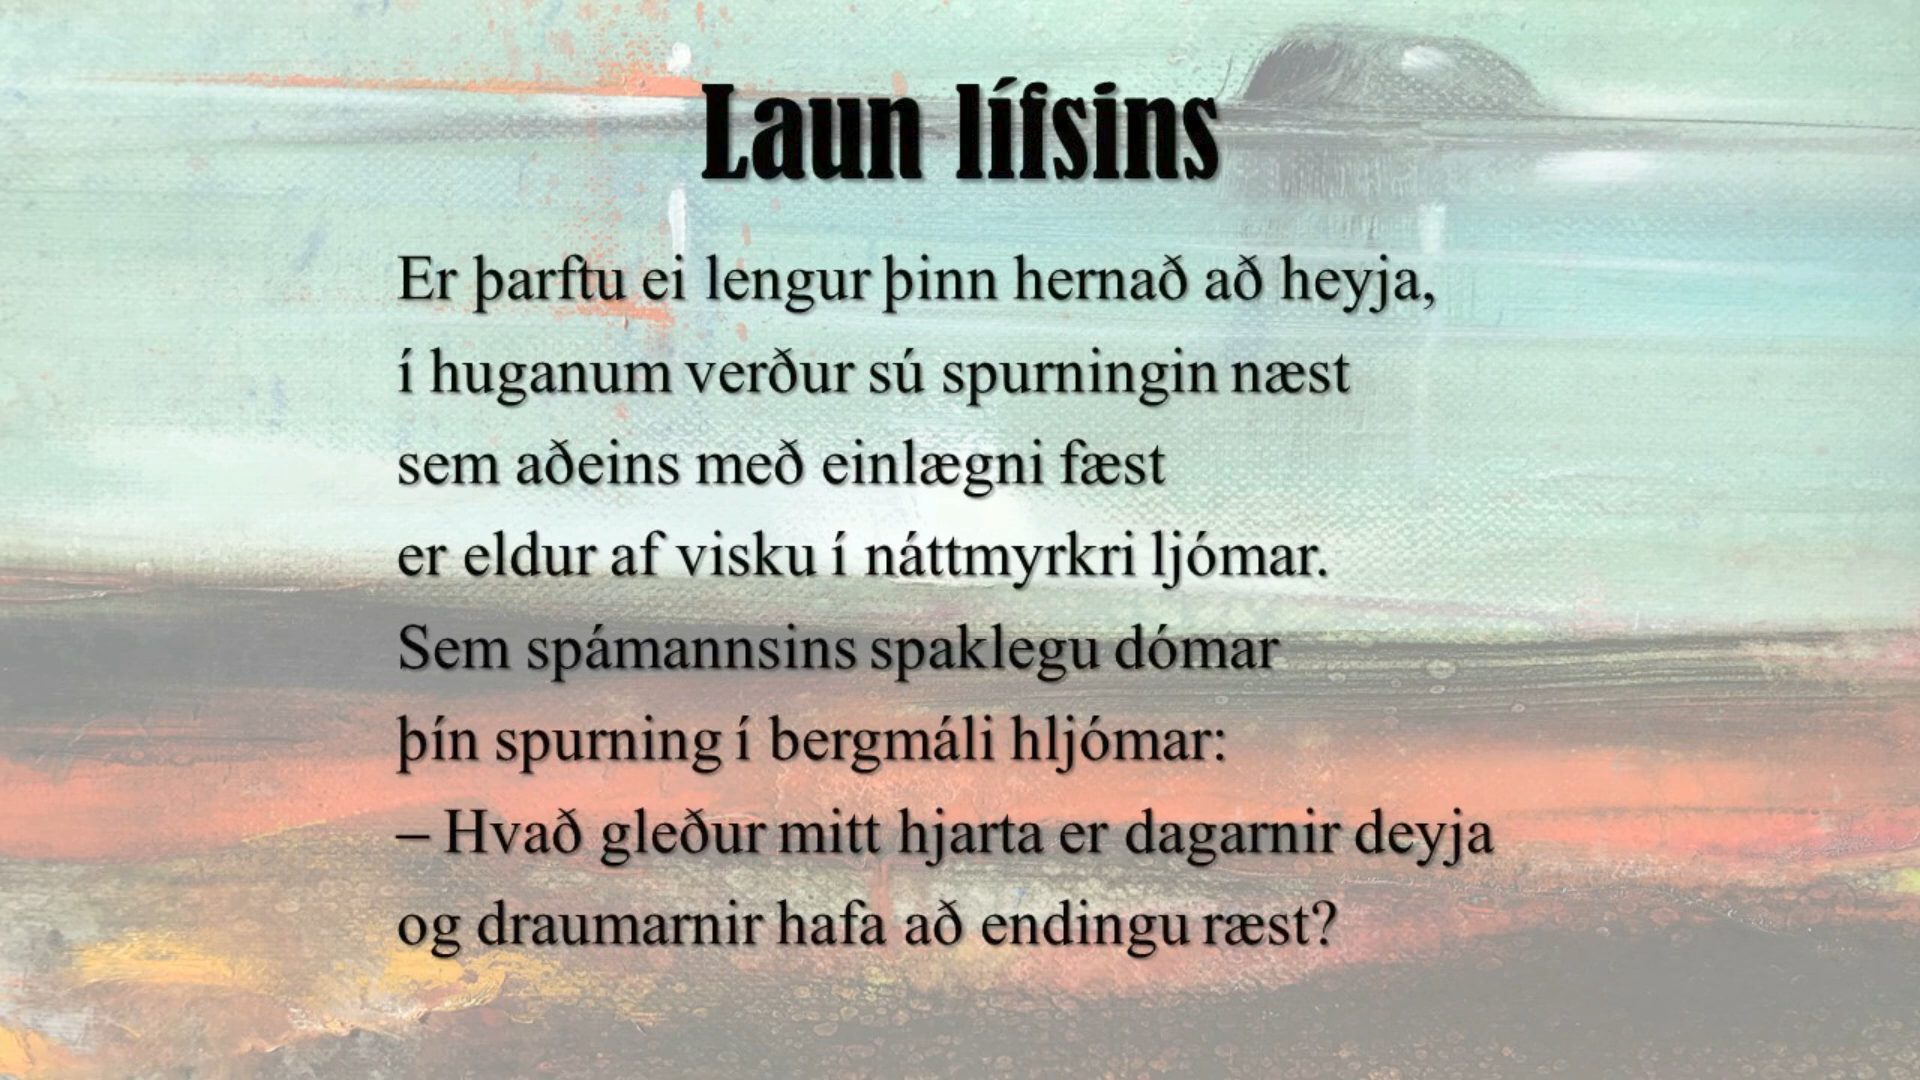 Laun lífsins
Er þarftu ei lengur þinn hernað að heyja,
í huganum verður sú spurningin næst
sem aðeins með einlægni fæst
er eldur af visku í náttmyrkri ljómar.
Sem spámannsins spaklegu dómar
þín spurning í bergmáli hljómar:
– Hvað gleður mitt hjarta er dagarnir deyja
og draumarnir hafa að endingu ræst?